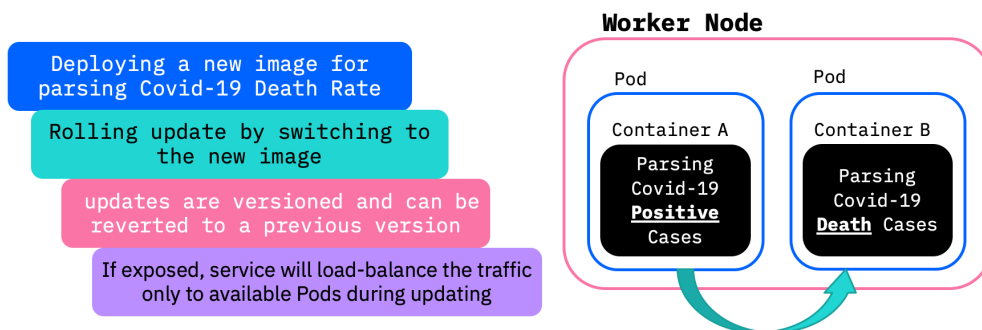 Deploying a new image for
parsing Covid-19 Death Rate
Rolling update by switching to
the new image
updates are versioned and can be
reverted to a previous version
If exposed, service will load-balance the traffic
only to available Pods during updating
Worker Node
Pod
Container A
Parsing
Covid-19
Positive
Cases
Pod
Container B
Parsing
Covid-19
Death Cases